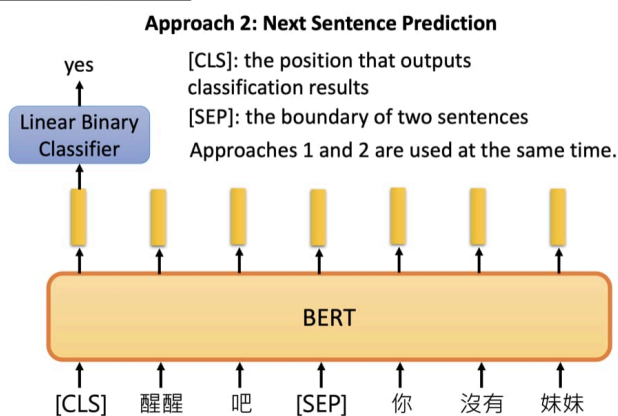 Approach 2: Next Sentence Prediction
yes
[CLS]: the position that outputs
classification results
[SEP]: the boundary of two sentences
Linear Binary
Classifier
Approaches 1 and 2 are used at the same time.
BERT
[CLS] 醒醒 吧 [SEP] 你 沒有 妹妹